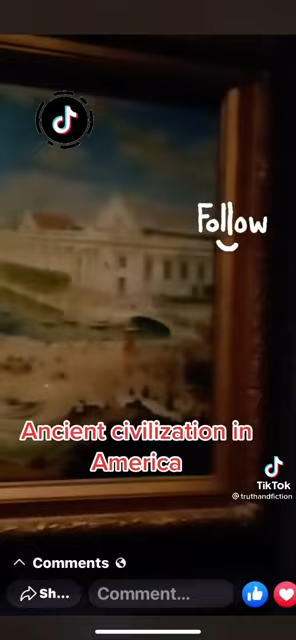 Follow
Ancient civilization in
America
TikTok
@truthandfiction
Comments
Sh...
Comment...